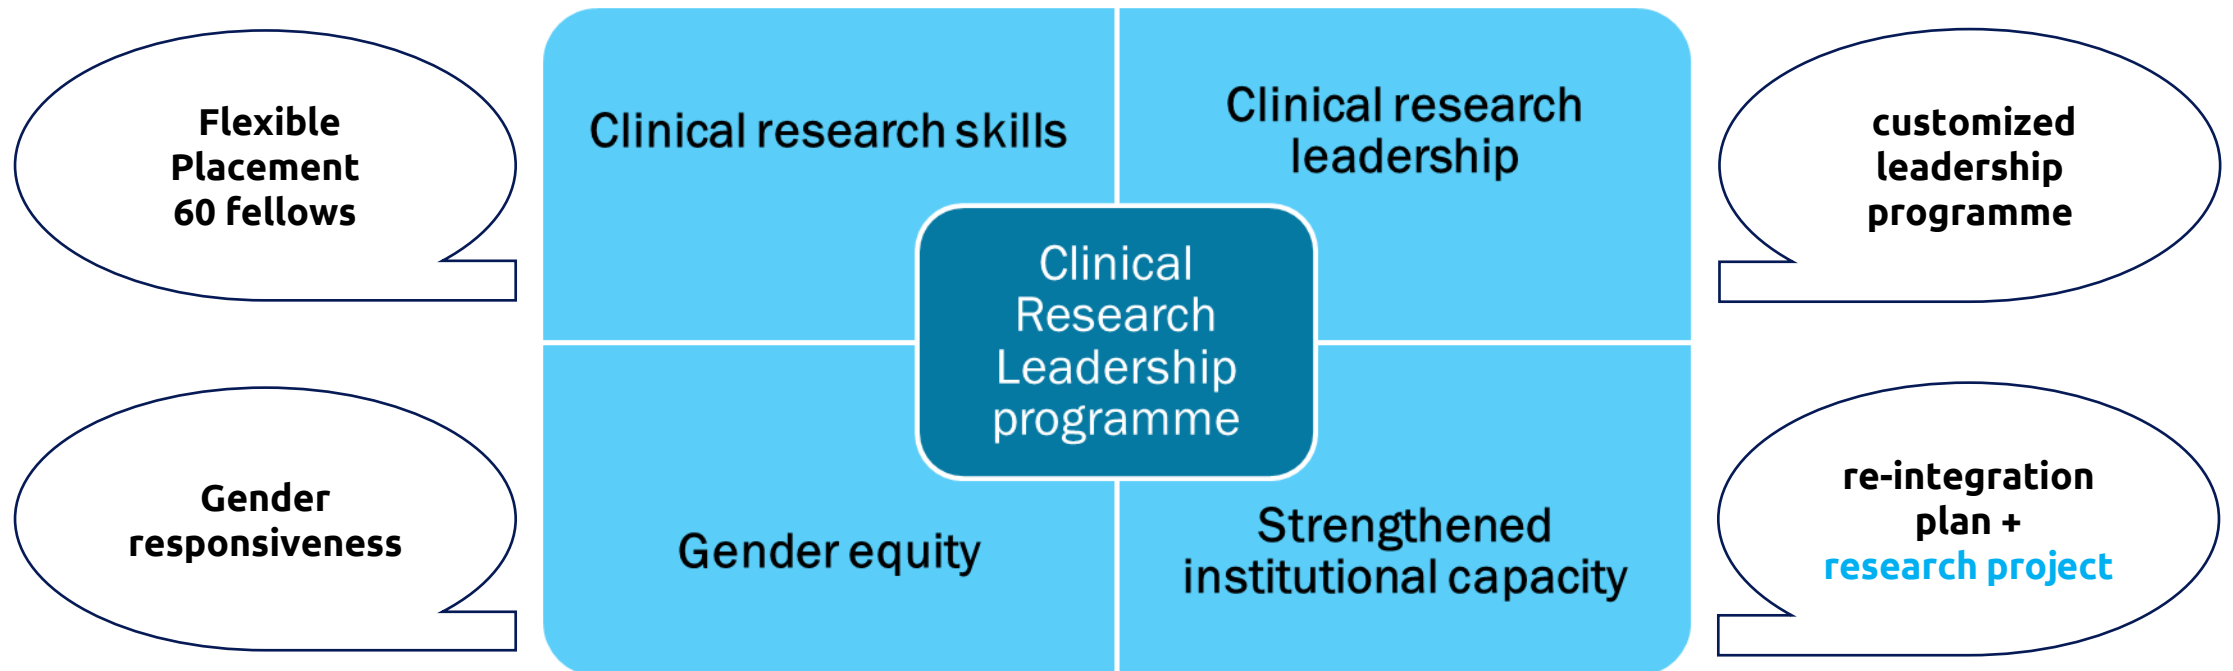 Flexible
Placement
60 fellows
Clinical research skills
Clinical research
leadership
customized
leadership
programme
Clinical
Research
Leadership
programme
Gender
responsiveness
Gender equity
Strengthened
institutional capacity
re-integration
plan +
research project